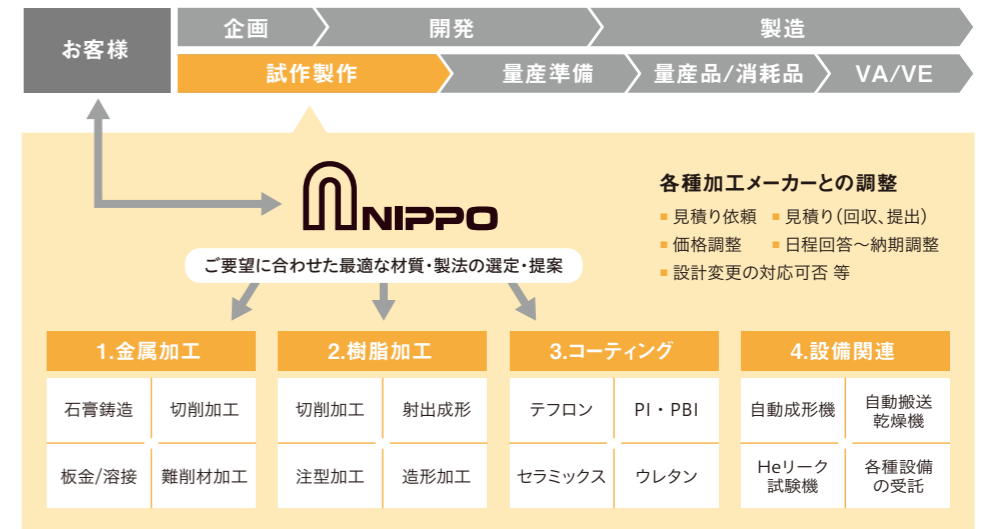 お客様
企画
開発
製造
試作製作
量産準備
量産品/消耗品
VA/VE
NIPPO
ご要望に合わせた最適な材質・製法の選定・提案
各種加工メーカーとの調整
見積り依頼 見積り(回収、提出)
価格調整 日程回答〜納期調整
設計変更の対応可否 等
1.金属加工
石膏鋳造 切削加工
板金/溶接 難削材加工
2.樹脂加工
切削加工 射出成形
注型加工 造形加工
3.コーティング
テフロン PI・PBI
セラミックス ウレタン
4.設備関連
自動成形機
自動搬送
乾燥機
Heリーク
試験機
各種設備
の受託